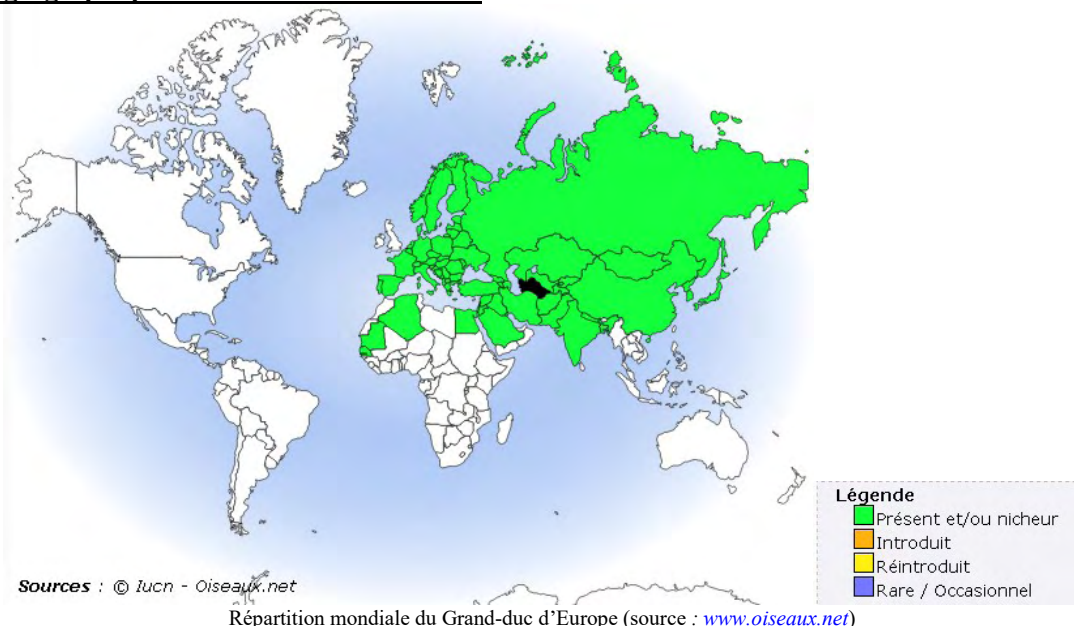 Légende
Présent et/ou nicheur
Introduit
Réintroduit
Rare / Occasionnel
Sources : © Iucn - Oiseaux.net
Répartition mondiale du Grand-duc d’Europe (source : www.oiseaux.net)